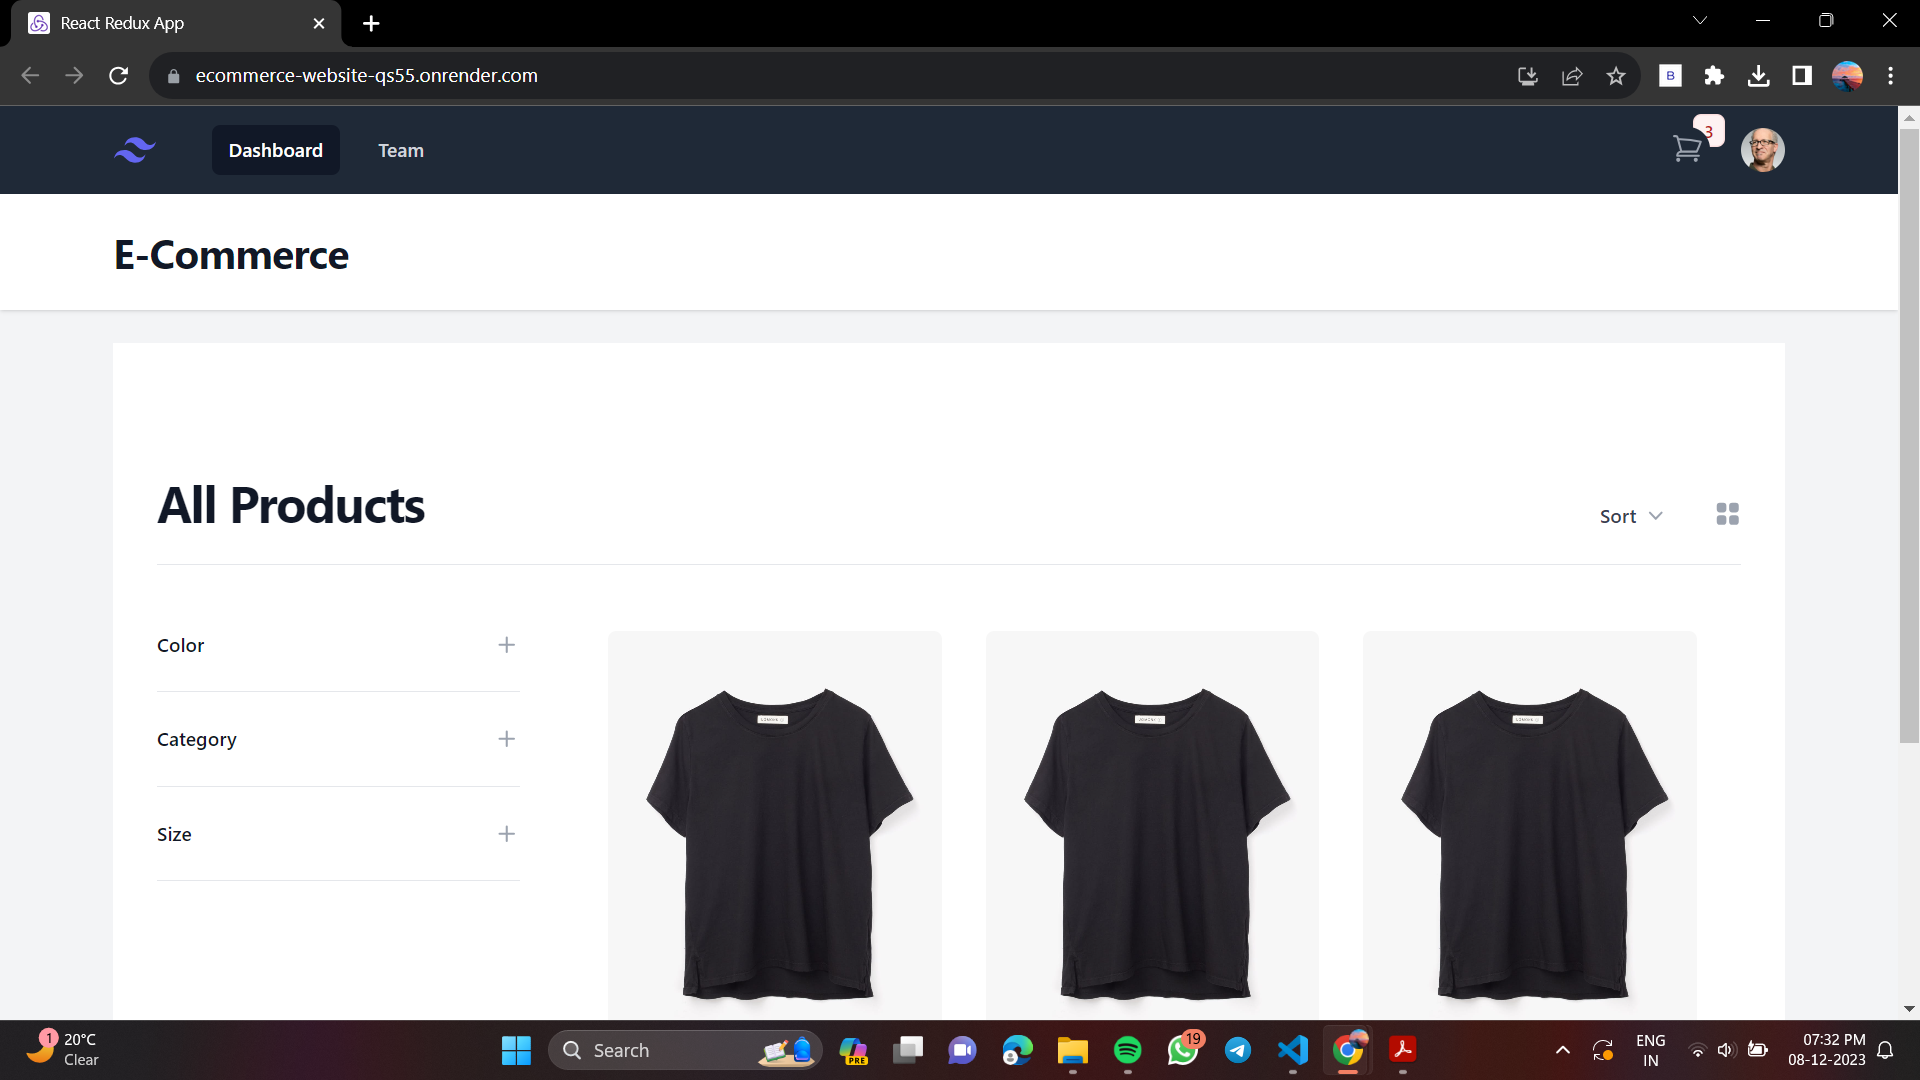 React Redux App
ecommerce-website-qs55.onrender.com
B
Dashboard
Team
3
E-Commerce
All Products
Sort
Color
Category
Size
1
20°C
Clear
Search
PRE
19
ENG
IN
07:32 PM
08-12-2023